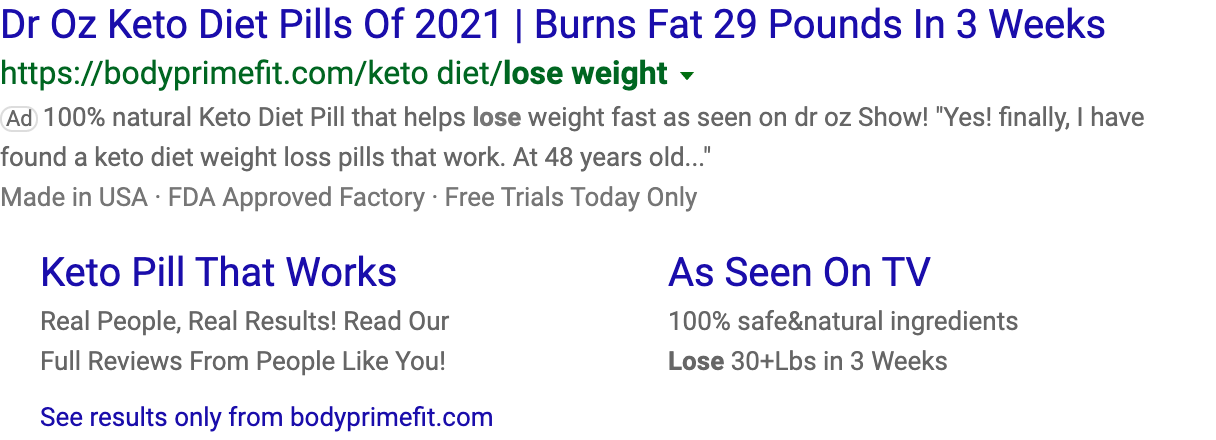 Dr Oz Keto Diet Pills Of 2021 | Burns Fat 29 Pounds In 3 Weeks
https://bodyprimefit.com/keto diet/lose weight
Ad 100% natural Keto Diet Pill that helps lose weight fast as seen on dr oz Show! "Yes! finally, I have
found a keto diet weight loss pills that work. At 48 years old..."
Made in USA · FDA Approved Factory · Free Trials Today Only
Keto Pill That Works
Real People, Real Results! Read Our
Full Reviews From People Like You!
As Seen On TV
100% safe&natural ingredients
Lose 30+Lbs in 3 Weeks
See results only from bodyprimefit.com